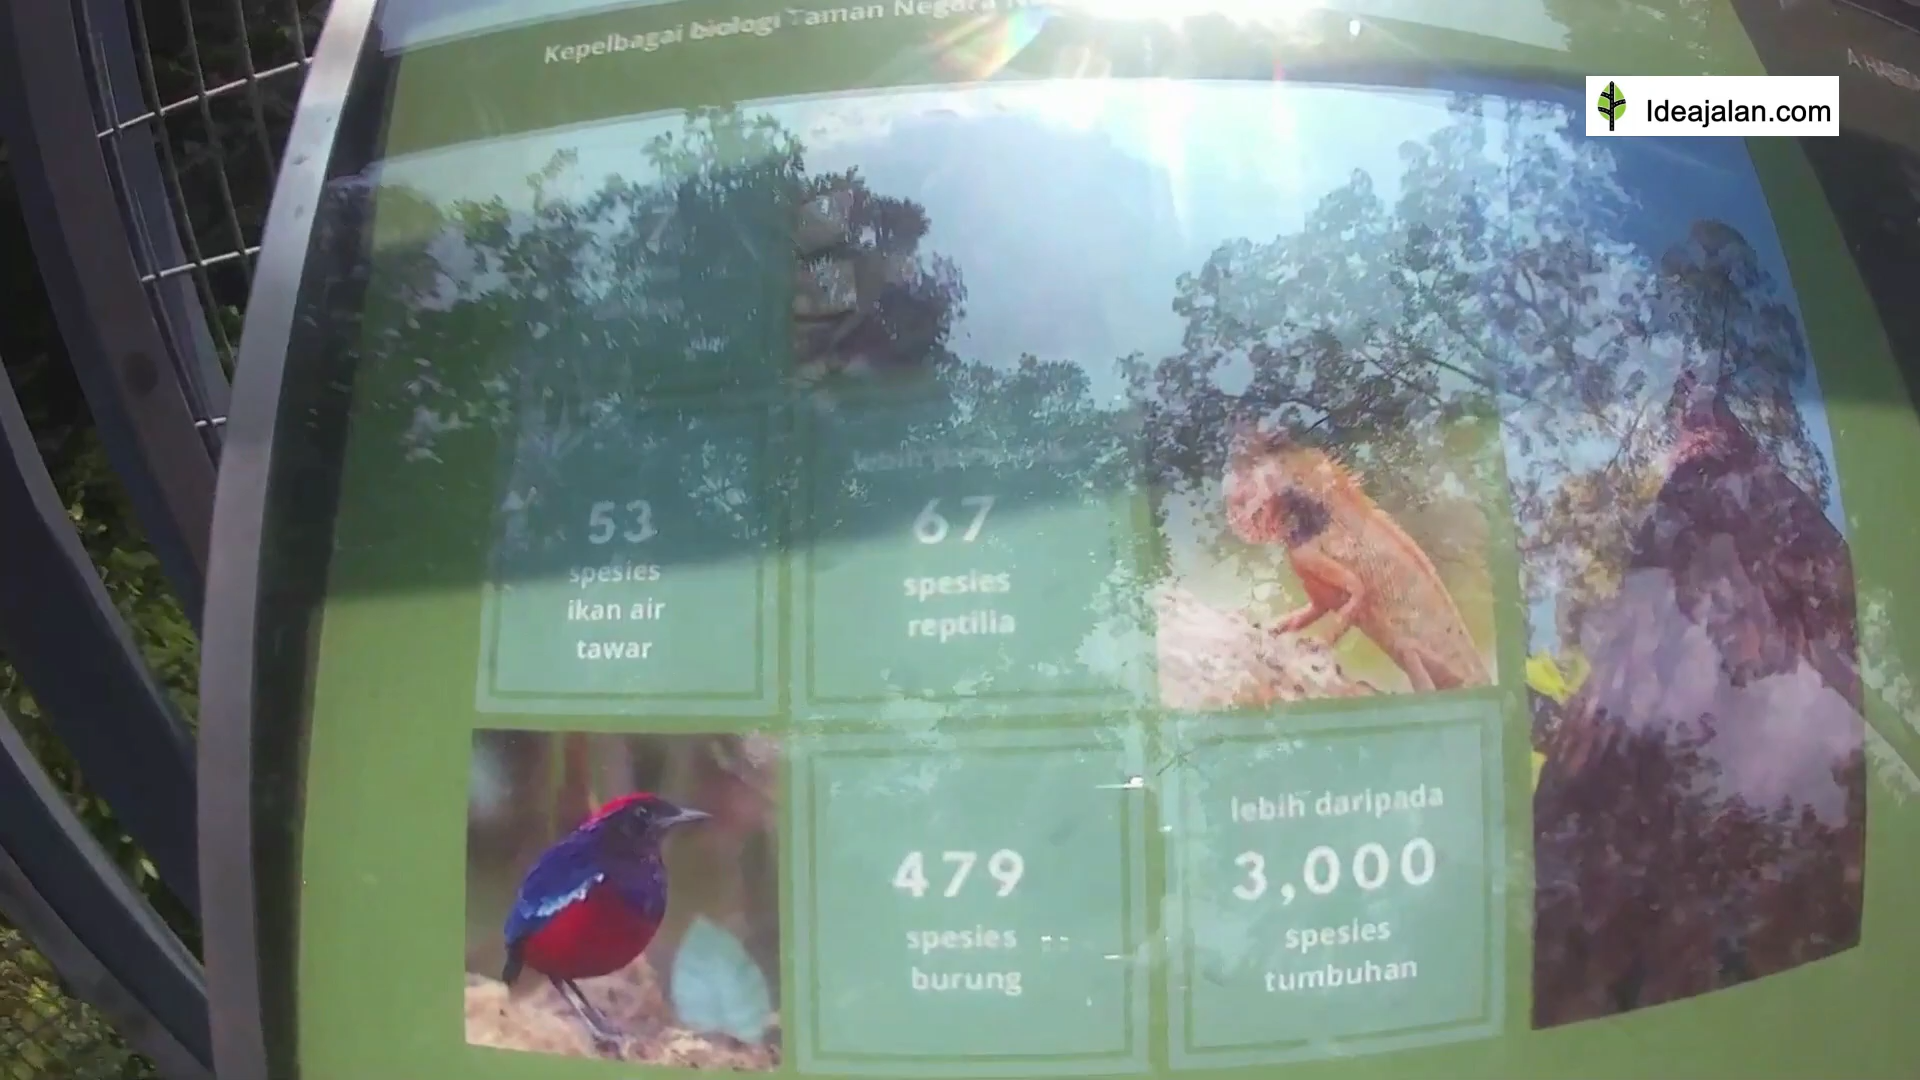 Kepelbagai biologi Taman Negara
Ideajalan.com
53
spesies
ikan air
tawar
lebih
67
spesies
reptilia
479
spesies
burung
lebih daripada
3,000
spesies
tumbuhan